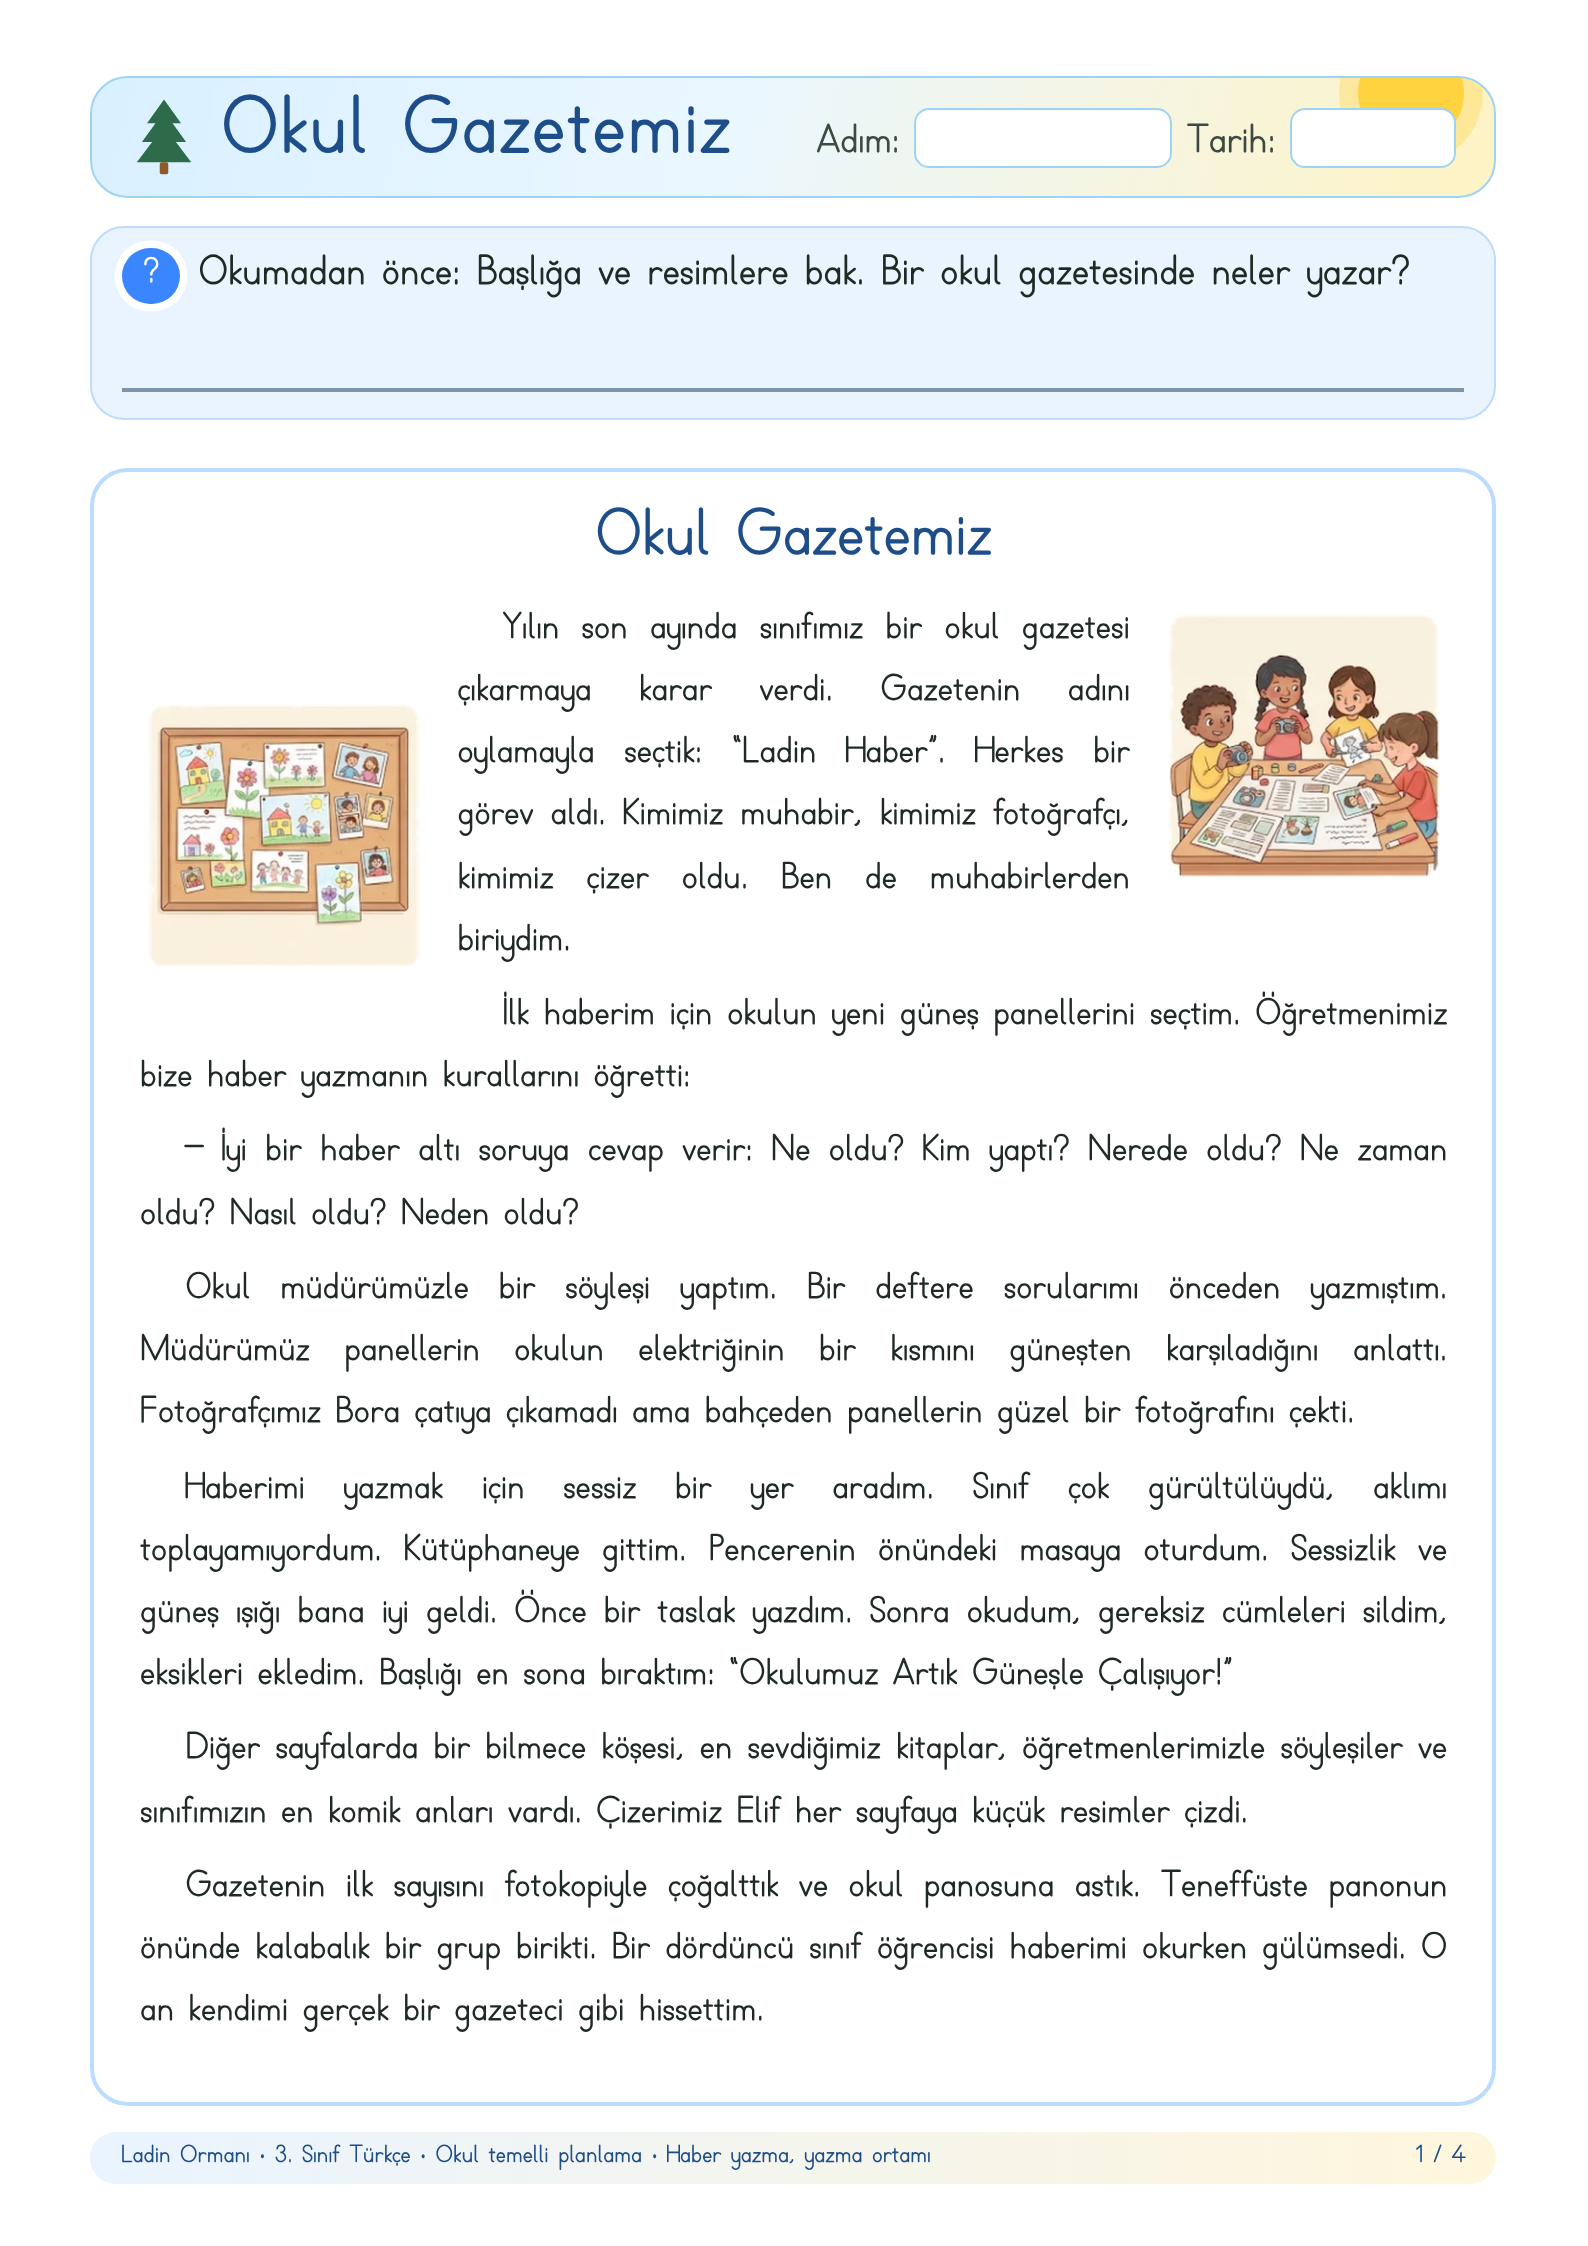 Okul Gazetemiz
Adım:
Tarih:
?
Okumadan önce: Başlığa ve resimlere bak. Bir okul gazetesinde neler yazar?
Okul Gazetemiz
Yılın son ayında sınıfımız bir okul gazetesi
çıkarmaya karar verdi. Gazetenin adını
oylamayla seçtik: “Ladin Haber”. Herkes bir
görev aldı. Kimimiz muhabir, kimimiz fotoğrafçı,
kimimiz çizer oldu. Ben de muhabirlerden
biriydim.
İlk haberim için okulun yeni güneş panellerini seçtim. Öğretmenimiz
bize haber yazmanın kurallarını öğretti:
– İyi bir haber altı soruya cevap verir: Ne oldu? Kim yaptı? Nerede oldu? Ne zaman
oldu? Nasıl oldu? Neden oldu?
Okul müdürümüzle bir söyleşi yaptım. Bir deftere sorularımı önceden yazmıştım.
Müdürümüz panellerin okulun elektriğinin bir kısmını güneşten karşıladığını anlattı.
Fotoğrafçımız Bora çatıya çıkamadı ama bahçeden panellerin güzel bir fotoğrafını çekti.
Haberimi yazmak için sessiz bir yer aradım. Sınıf çok gürültülüydü, aklımı
toplayamıyordum. Kütüphaneye gittim. Pencerenin önündeki masaya oturdum. Sessizlik ve
güneş ışığı bana iyi geldi. Önce bir taslak yazdım. Sonra okudum, gereksiz cümleleri sildim,
eksikleri ekledim. Başlığı en sona bıraktım: “Okulumuz Artık Güneşle Çalışıyor!”
Diğer sayfalarda bir bilmece köşesi, en sevdiğimiz kitaplar, öğretmenlerimizle söyleşiler ve
sınıfımızın en komik anları vardı. Çizerimiz Elif her sayfaya küçük resimler çizdi.
Gazetenin ilk sayısını fotokopiyle çoğalttık ve okul panosuna astık. Teneffüste panonun
önünde kalabalık bir grup birikti. Bir dördüncü sınıf öğrencisi haberimi okurken gülümsedi. O
an kendimi gerçek bir gazeteci gibi hissettim.
Ladin Ormanı • 3. Sınıf Türkçe • Okul temelli planlama • Haber yazma, yazma ortamı
1 / 4